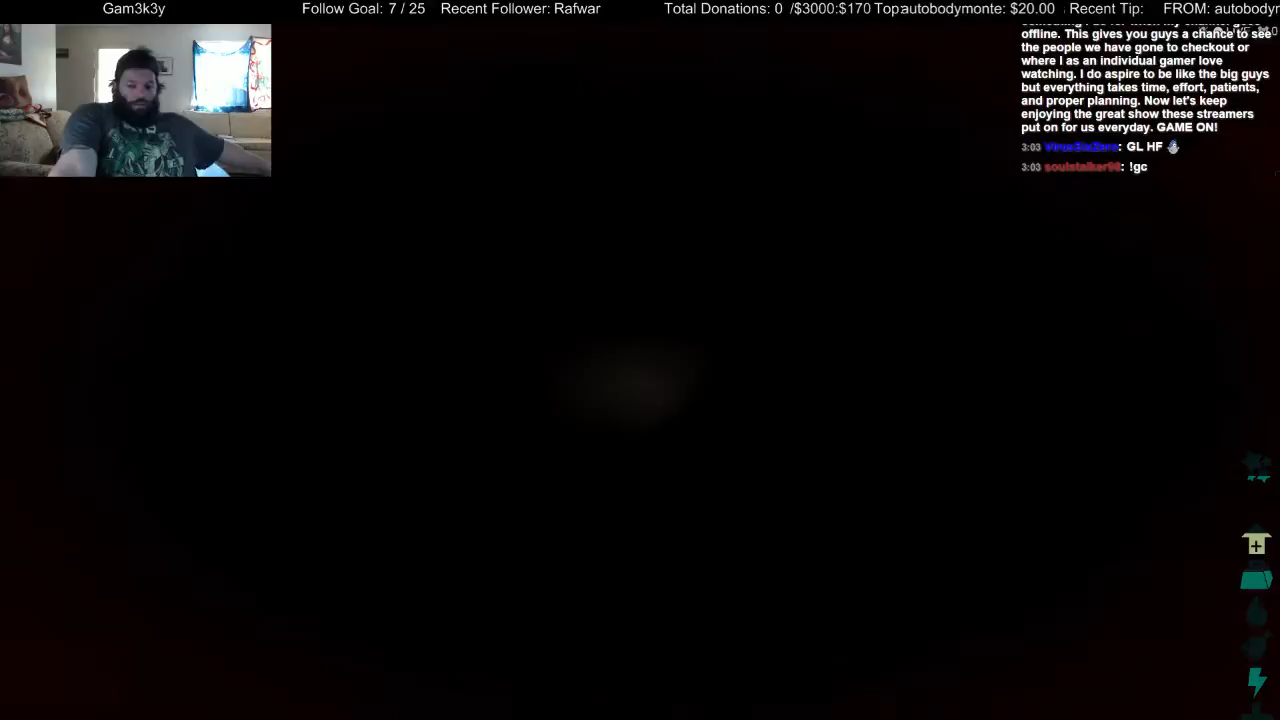 Gam3k3y
Follow Goal: 7 / 25
Recent Follower: Rafwar
Total Donations: 0 /$3000:$170
Top:autobodymonte: $20.00
Recent Tip:
FROM: autobodyr
offline. This gives you guys a chance to see
the people we have gone to checkout or
where I as an individual gamer love
watching. I do aspire to be like the big guys
but everything takes time, effort, patients,
and proper planning. Now let's keep
enjoying the great show these streamers
put on for us everyday. GAME ON!
3:03 : GL HF
3:03 soulstalker98: !gc